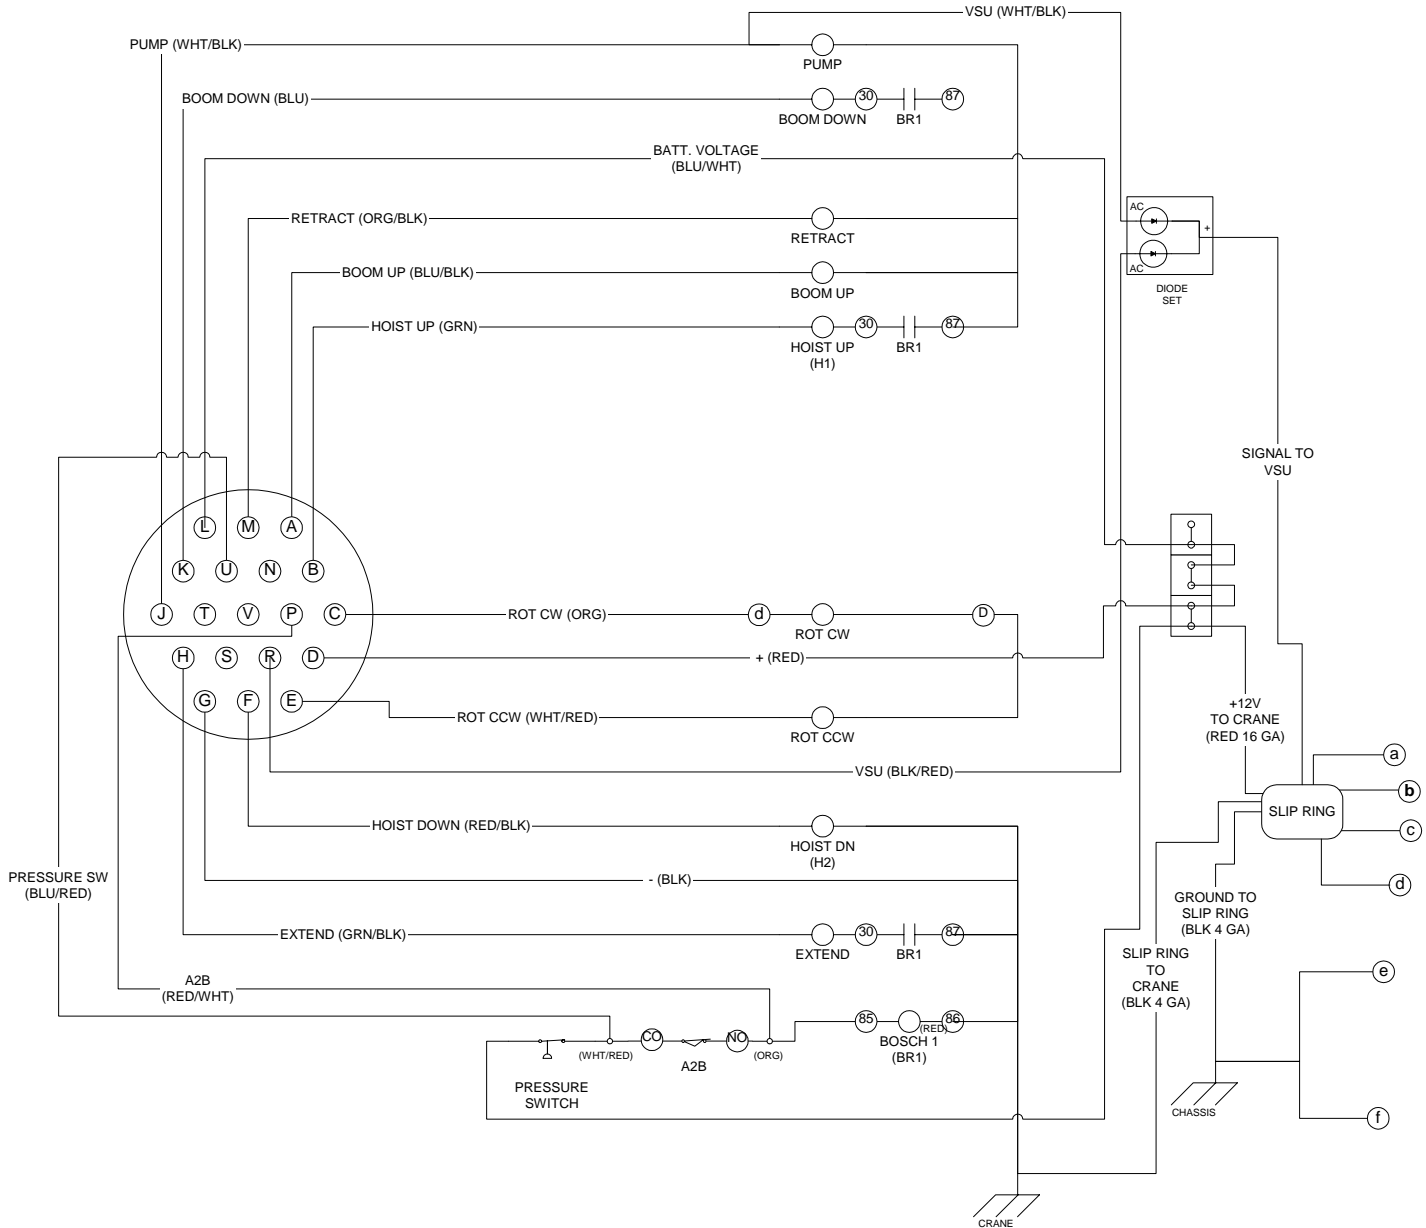 VSU (WHT/BLK)
PUMP (WHT/BLK)
PUMP
BOOM DOWN (BLU)
30
87
BOOM DOWN
BR1
BATT. VOLTAGE
(BLU/WHT)
RETRACT (ORG/BLK)
RETRACT
AC
+
AC
DIODE
SET
BOOM UP (BLU/BLK)
BOOM UP
HOIST UP (GRN)
30
87
HOIST UP
(H1)
BR1
SIGNAL TO
VSU
L
M
A
K
U
N
B
J
T
V
P
C
H
S
R
D
G
F
E
ROT CW (ORG)
d
ROT CW
D
+ (RED)
ROT CCW (WHT/RED)
ROT CCW
+12V
TO CRANE
(RED 16 GA)
VSU (BLK/RED)
SLIP RING
a
b
c
d
HOIST DOWN (RED/BLK)
HOIST DN
(H2)
PRESSURE SW
(BLU/RED)
- (BLK)
GROUND TO
SLIP RING
(BLK 4 GA)
EXTEND (GRN/BLK)
30
87
EXTEND
BR1
SLIP RING
TO
CRANE
(BLK 4 GA)
e
A2B
(RED/WHT)
85
86
(RED)
BOSCH 1
(BR1)
CO
NO
(WHT/RED)
(ORG)
A2B
PRESSURE
SWITCH
CHASSIS
f
CRANE